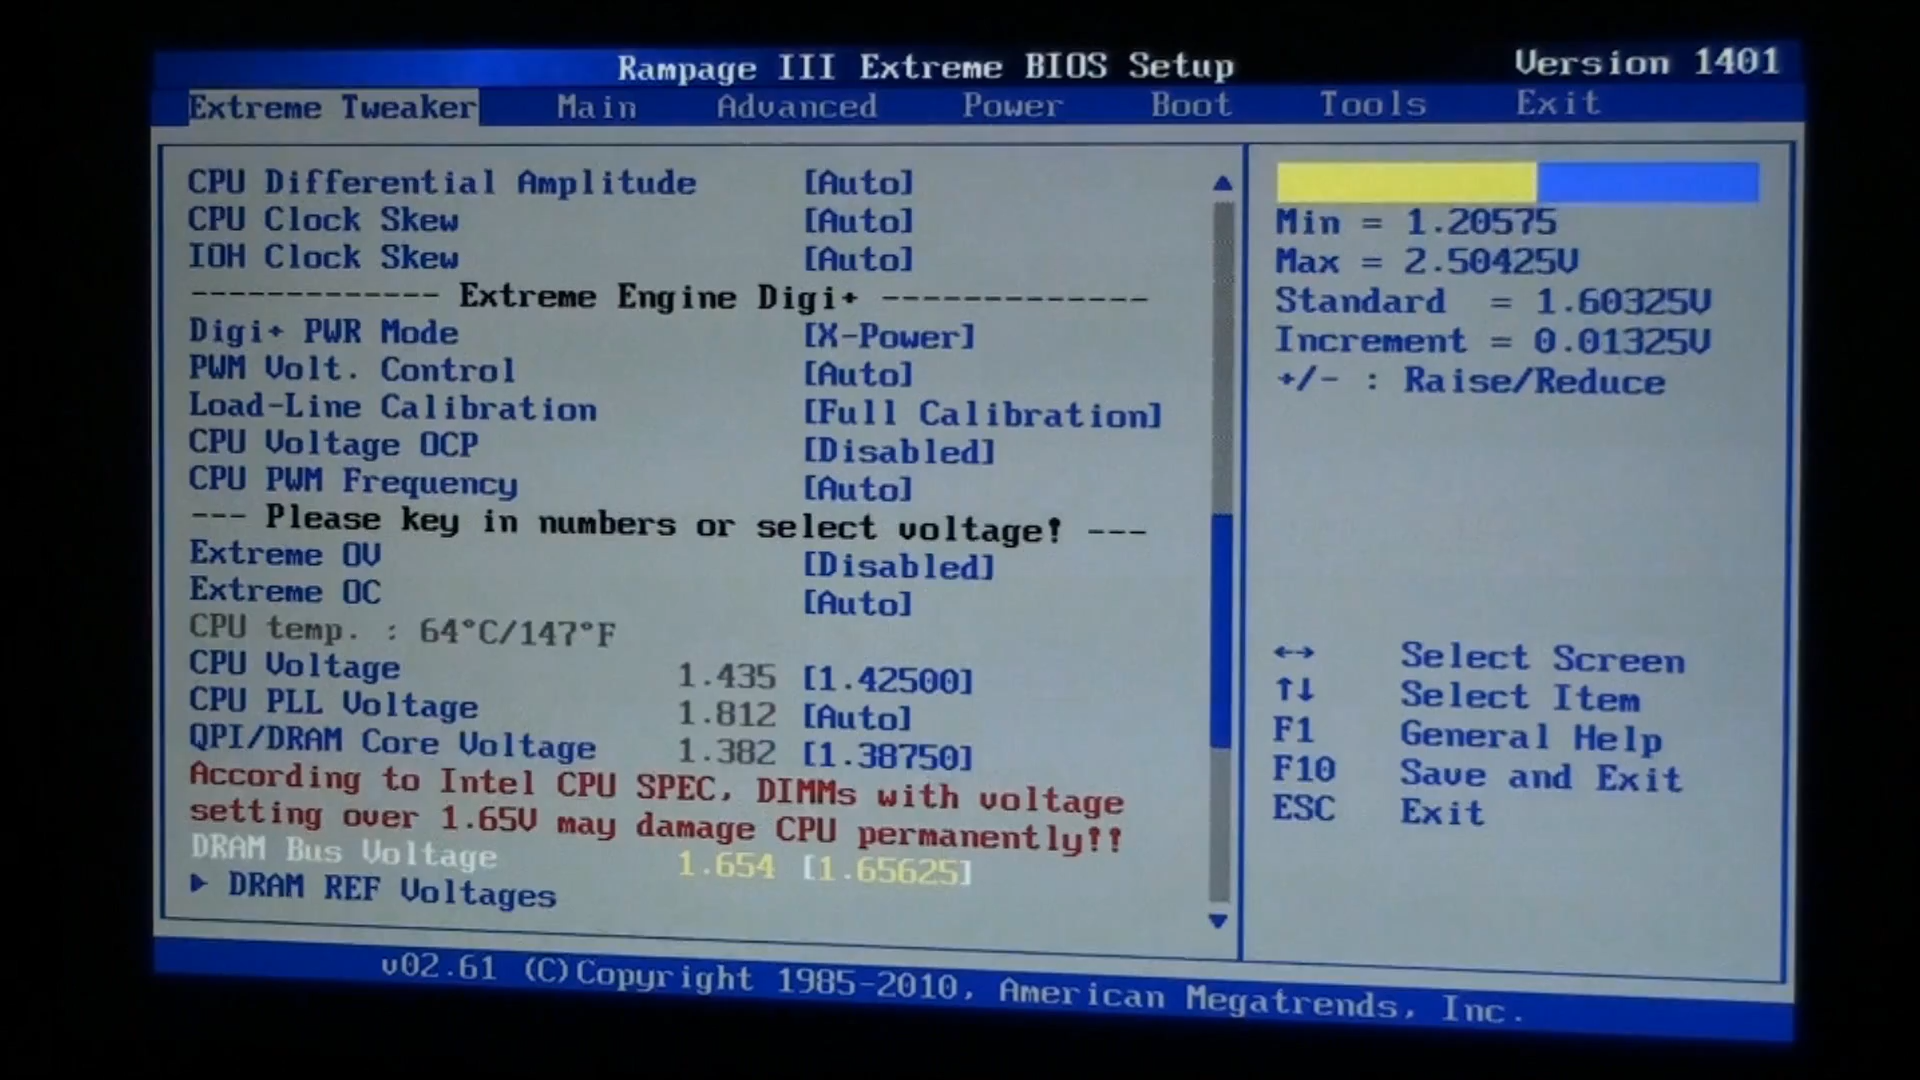 Rampage III Extreme BIOS Setup Version 1401
Extreme Tweaker Main Advanced Power Boot Tools Exit
CPU Differential Amplitude [Auto]
CPU Clock Skew [Auto]
IOH Clock Skew [Auto]
------------- Extreme Engine Digi+ --------------
Digi+ PWR Mode [X-Power]
PWM Volt. Control [Auto]
Load-Line Calibration [Full Calibration]
CPU Voltage OCP [Disabled]
CPU PWM Frequency [Auto]
--- Please key in numbers or select voltage! ---
Extreme OV [Disabled]
Extreme OC [Auto]
CPU temp. : 64°C/147°F
CPU Voltage 1.435 [1.42500]
CPU PLL Voltage 1.812 [Auto]
QPI/DRAM Core Voltage 1.382 [1.38750]
According to Intel CPU SPEC, DIMMs with voltage
setting over 1.65V may damage CPU permanently!!
DRAM Bus Voltage 1.654 [1.65625]
▶ DRAM REF Voltages
Min = 1.20575
Max = 2.50425V
Standard = 1.60325V
Increment = 0.01325V
+/- : Raise/Reduce
↔ Select Screen
↑↓ Select Item
F1 General Help
F10 Save and Exit
ESC Exit
v02.61 (C)Copyright 1985-2010, American Megatrends, Inc.